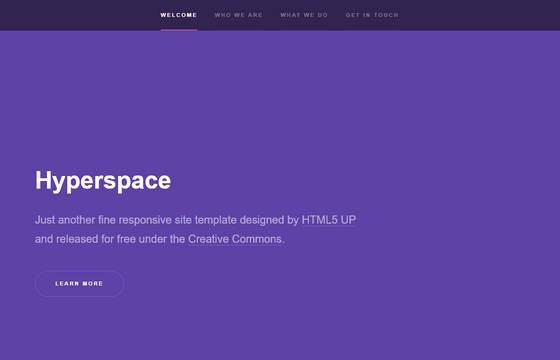 WELCOME WHO WE ARE WHAT WE DO GET IN TOUCH
Hyperspace
Just another fine responsive site template designed by HTML5 UP
and released for free under the Creative Commons.
LEARN MORE